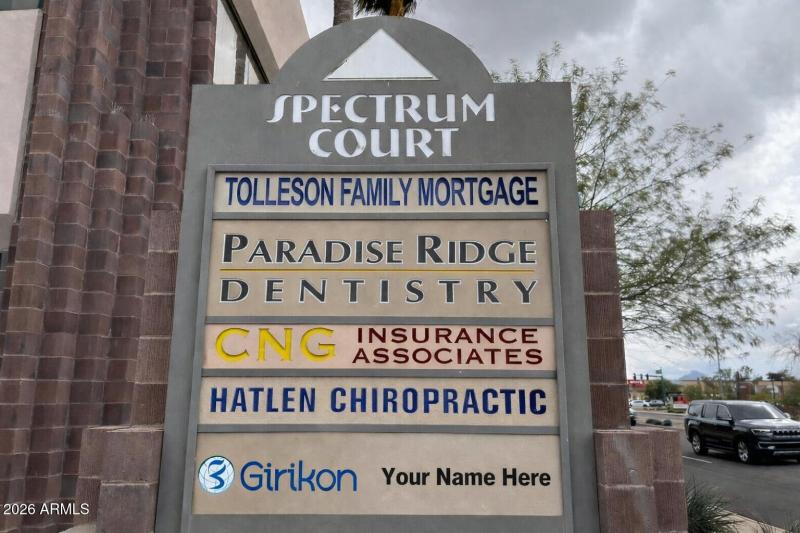 SPECTRUM
COURT
TOLLESON FAMILY MORTGAGE
PARADISE RIDGE
DENTISTRY
CNG INSURANCE
ASSOCIATES
HATLEN CHIROPRACTIC
Girikon Your Name Here
2026 ARMLS